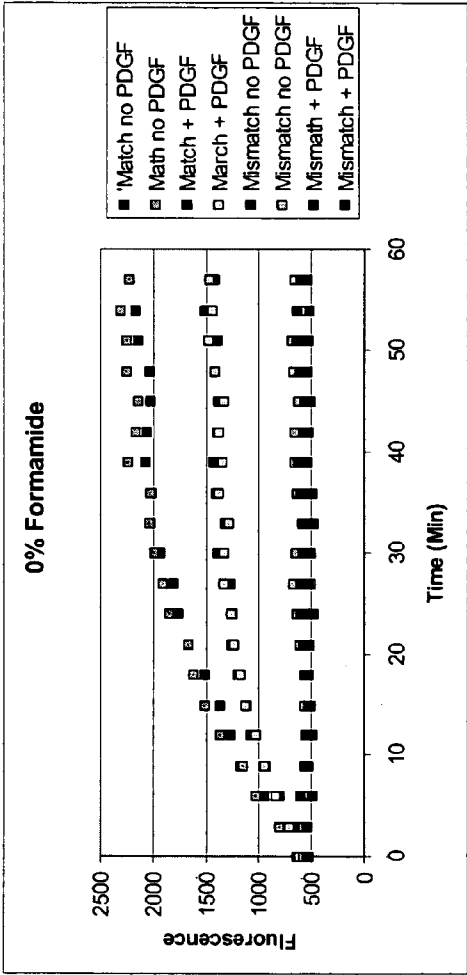 0% Formamide
Fluorescence
2500
2000
1500
1000
500
0
0
10
20
30
40
50
60
Time (Min)
'Match no PDGF
Math no PDGF
Match + PDGF
March + PDGF
Mismatch no PDGF
Mismatch no PDGF
Mismath + PDGF
Mismatch + PDGF